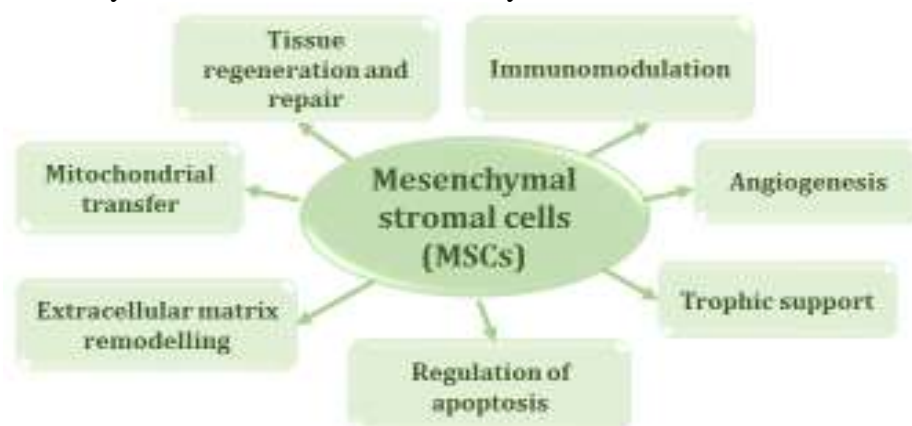 Tissue
regeneration and
repair
Immunomodulation
Mitochondrial
transfer
Mesenchymal
stromal cells
(MSCs)
Angiogenesis
Extracellular matrix
remodelling
Trophic support
Regulation of
apoptosis